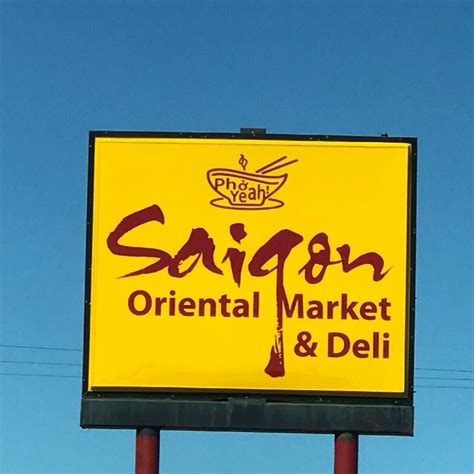 Phở
Yeah!
Saigon
Oriental Market
& Deli